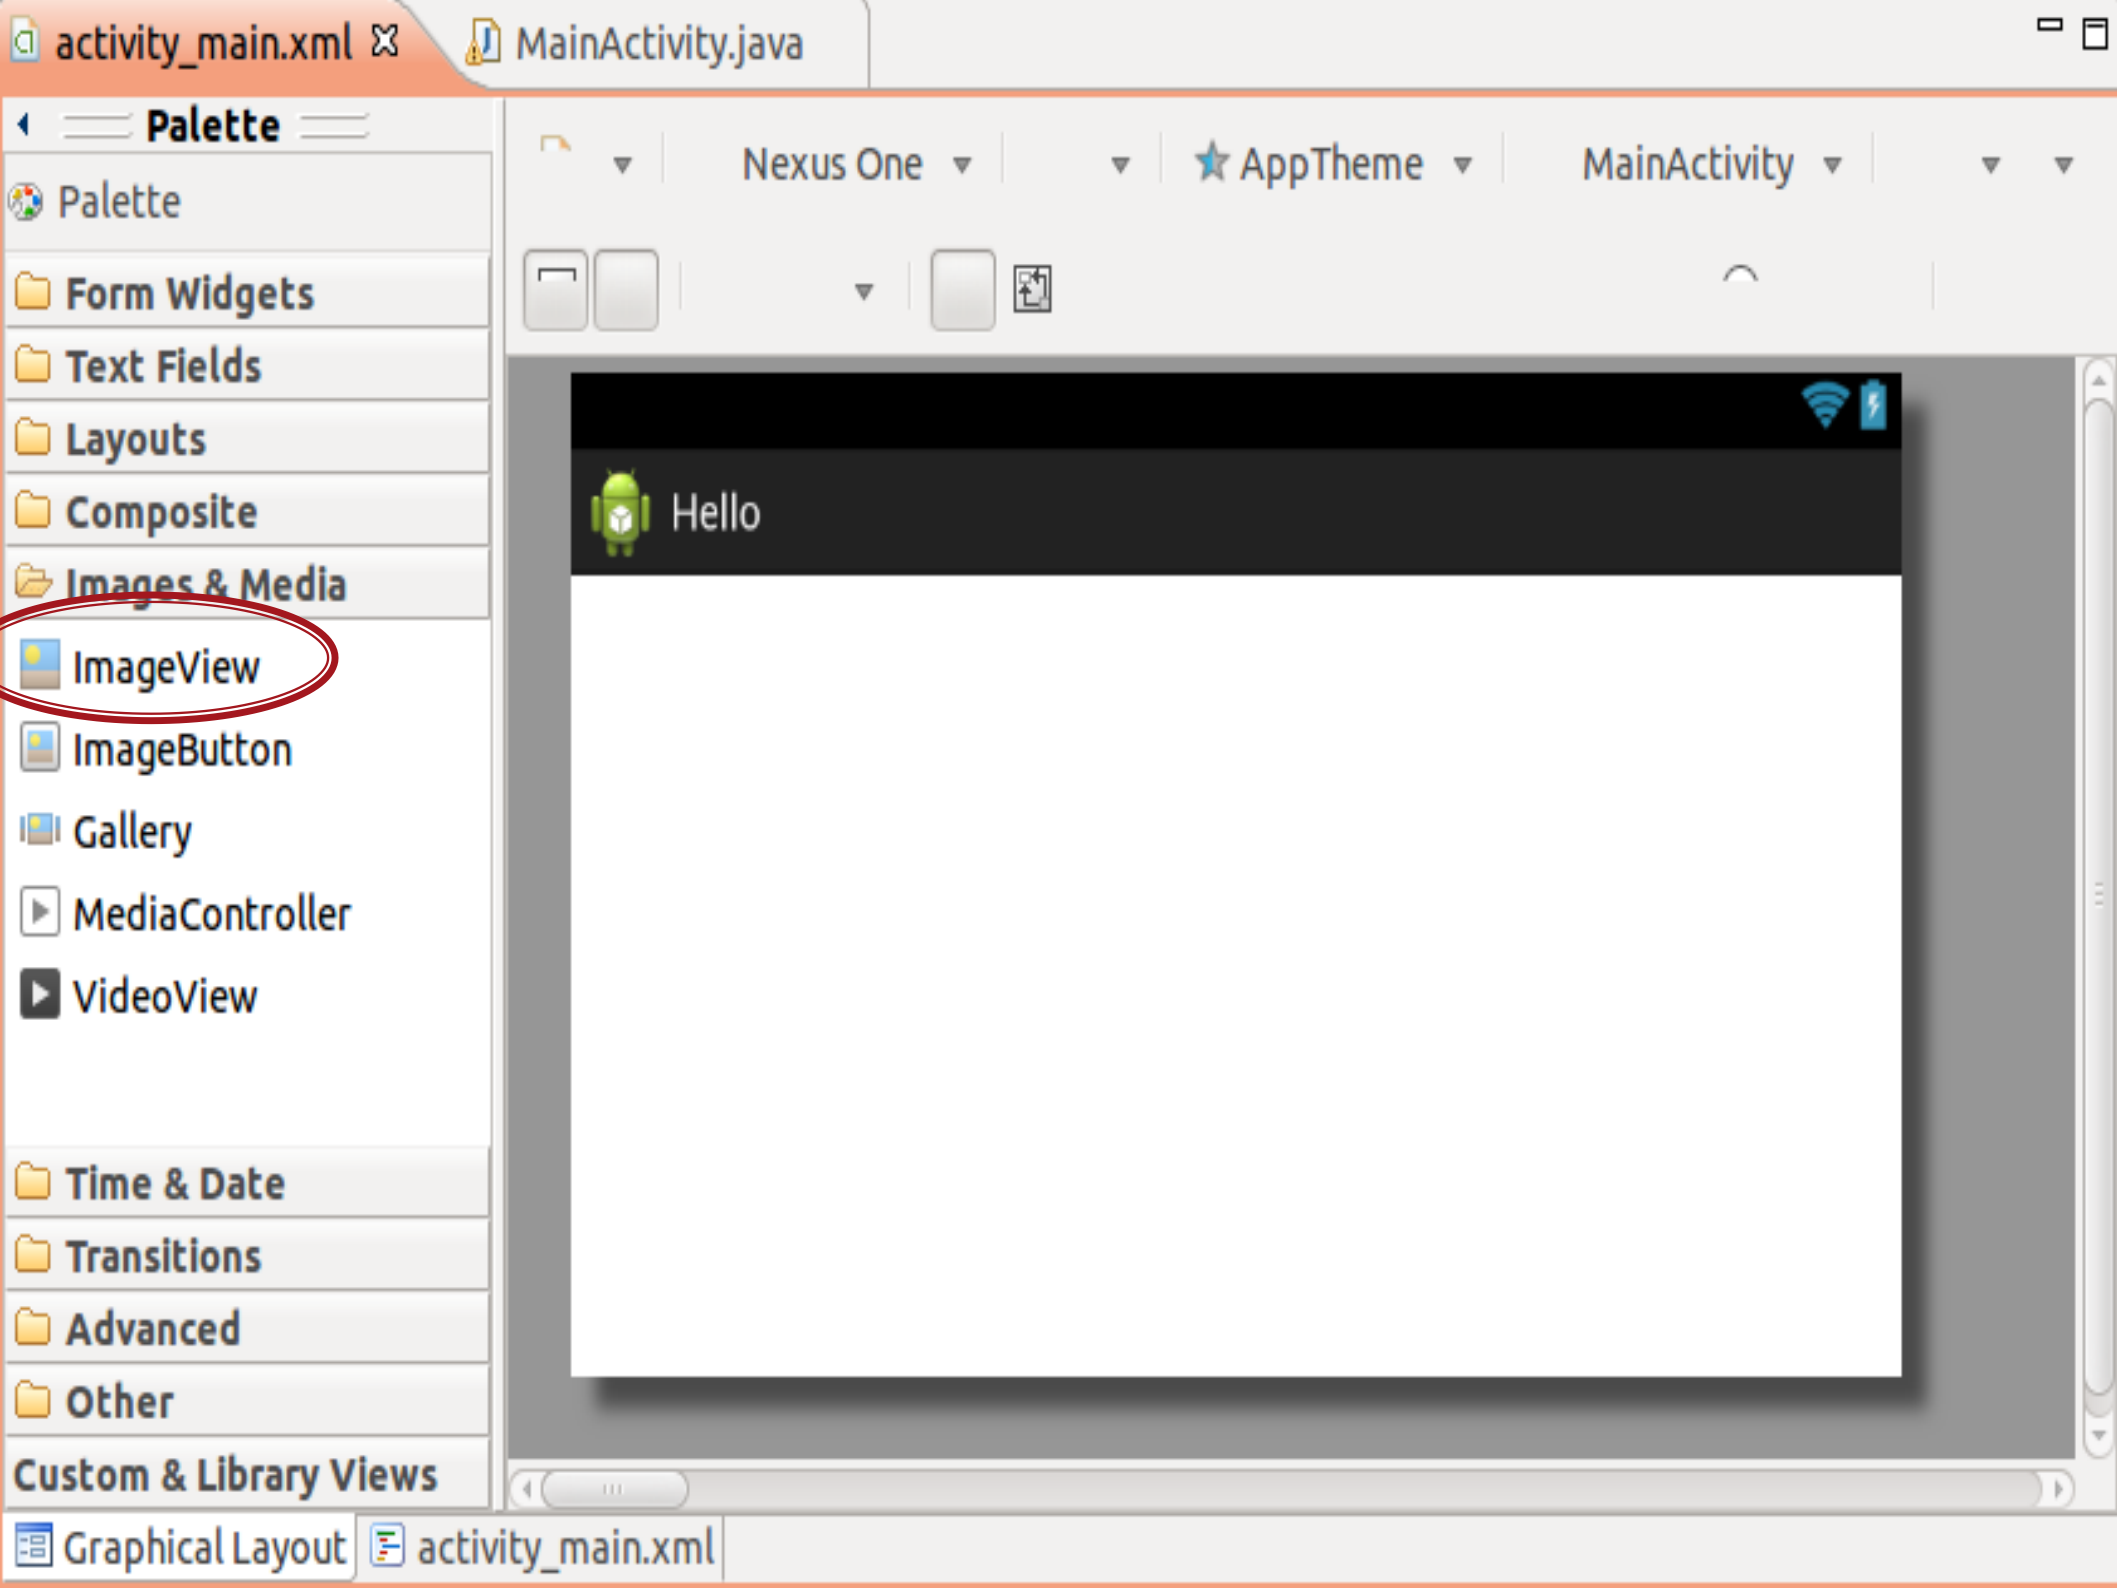 activity_main.xml
MainActivity.java
Palette
Palette
Form Widgets
Text Fields
Layouts
Composite
Images & Media
ImageView
ImageButton
Gallery
MediaController
VideoView
Time & Date
Transitions
Advanced
Other
Custom & Library Views
Nexus One
AppTheme
MainActivity
Hello
Graphical Layout
activity_main.xml